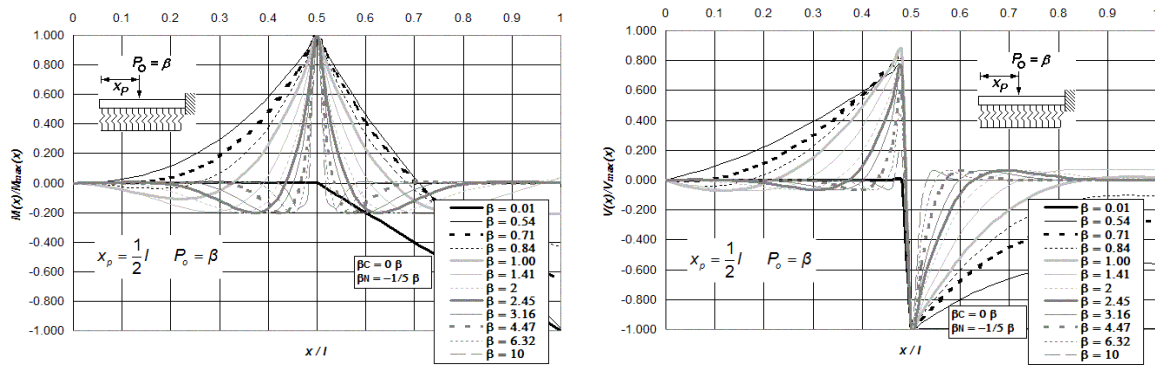 0 0.1 0.2 0.3 0.4 0.5 0.6 0.7 0.8 0.9 1
1.000
0.800
0.600
0.400
0.200
0.000
-0.200
-0.400
-0.600
-0.800
-1.000
M(x)/Mmax(x)
Po = β
xp
xp = 1/2 l Po = β
βC = 0 β
βN = −1/5 β
β = 0.01
β = 0.54
β = 0.71
β = 0.84
β = 1.00
β = 1.41
β = 2
β = 2.45
β = 3.16
β = 4.47
β = 6.32
β = 10
x / l
0 0.1 0.2 0.3 0.4 0.5 0.6 0.7 0.8 0.9 1
1.000
0.800
0.600
0.400
0.200
0.000
-0.200
-0.400
-0.600
-0.800
-1.000
V(x)/Vmax(x)
Po = β
xp
xp = 1/2 l Po = β
βC = 0 β
βN = −1/5 β
β = 0.01
β = 0.54
β = 0.71
β = 0.84
β = 1.00
β = 1.41
β = 2
β = 2.45
β = 3.16
β = 4.47
β = 6.32
β = 10
x / l